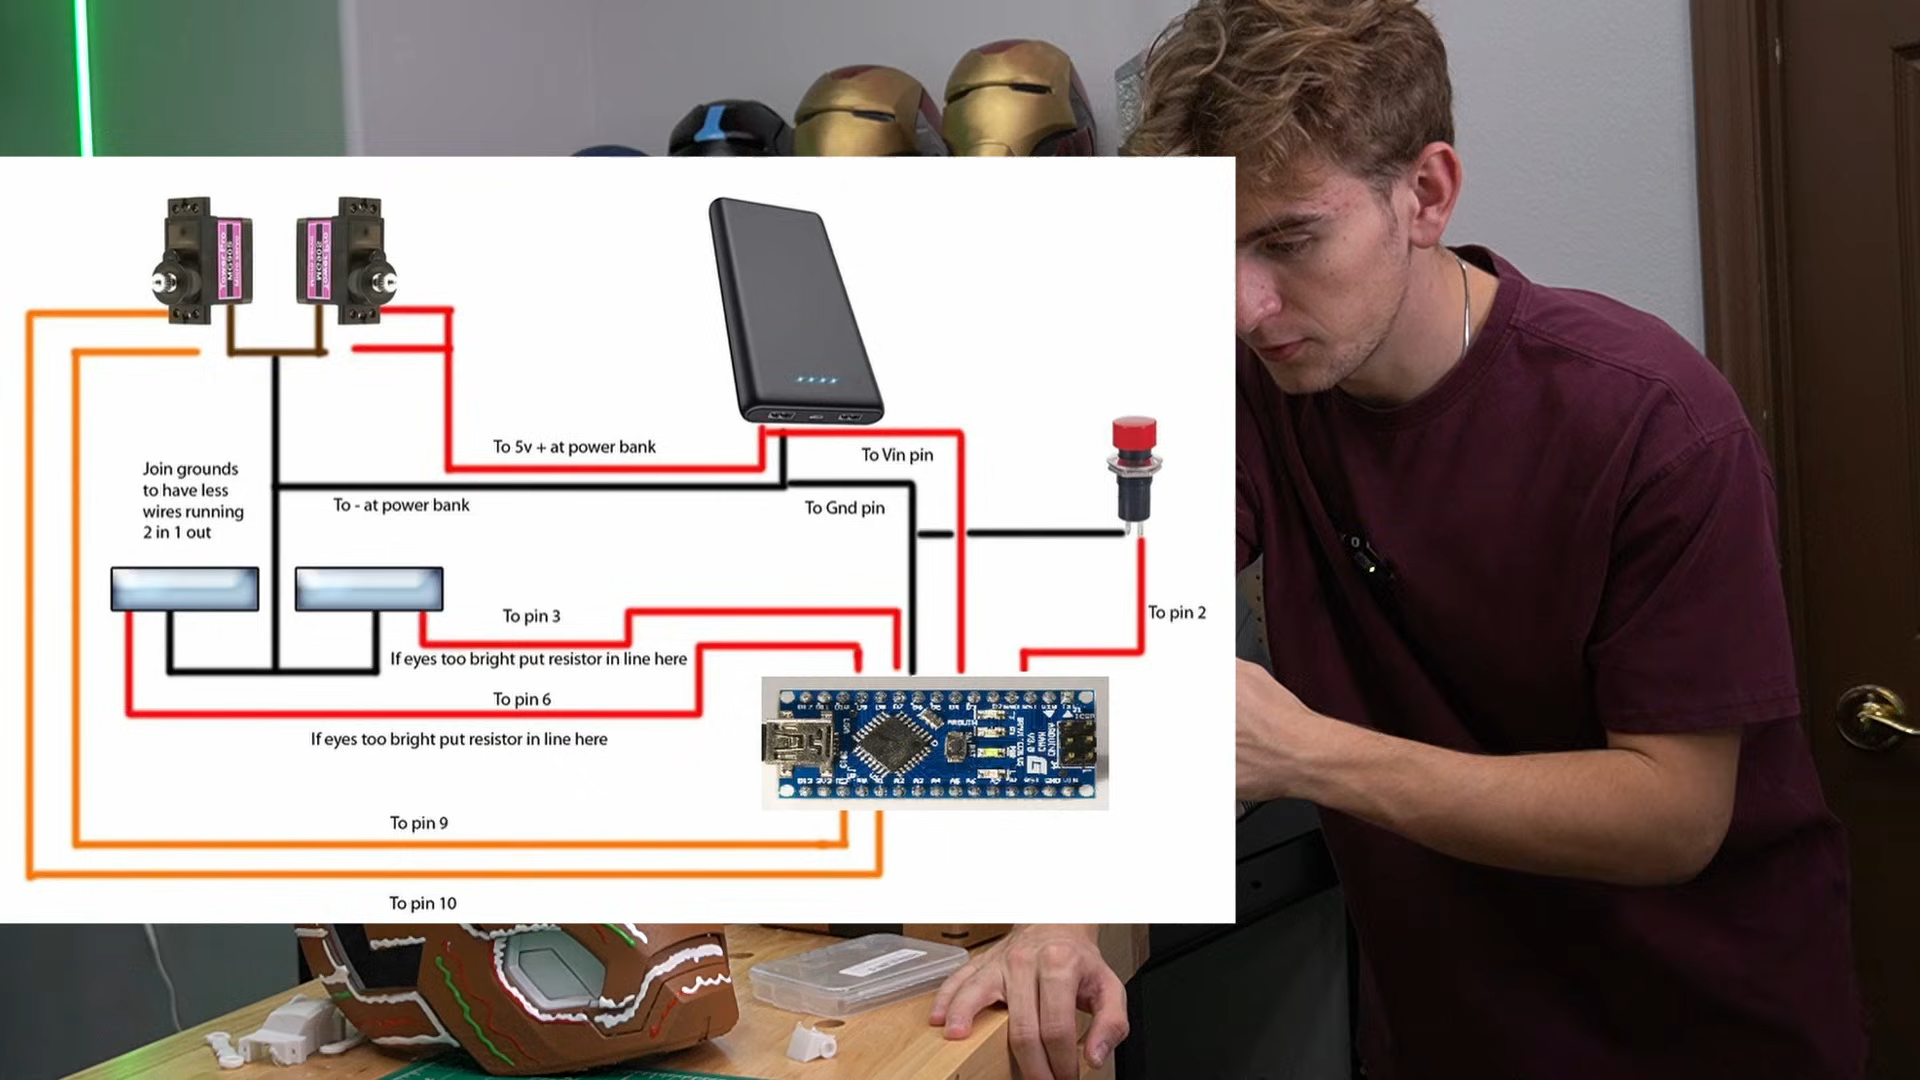 To 5v + at power bank
To Vin pin
Join grounds
to have less
wires running
2 in 1 out
To - at power bank
To Gnd pin
To pin 3
To pin 2
If eyes too bright put resistor in line here
To pin 6
If eyes too bright put resistor in line here
To pin 9
To pin 10